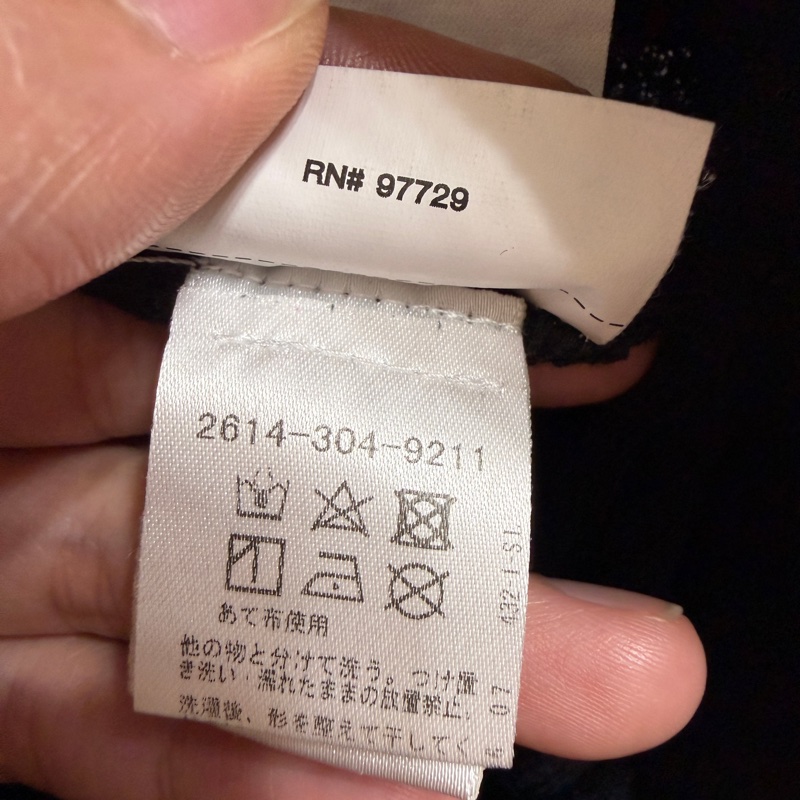 RN# 97729
2614-304-9211
あて布使用
他の物と分けて洗う。つけ置
き洗い・濡れたままの放置禁止。
洗濯後、形を整えて干してく
07